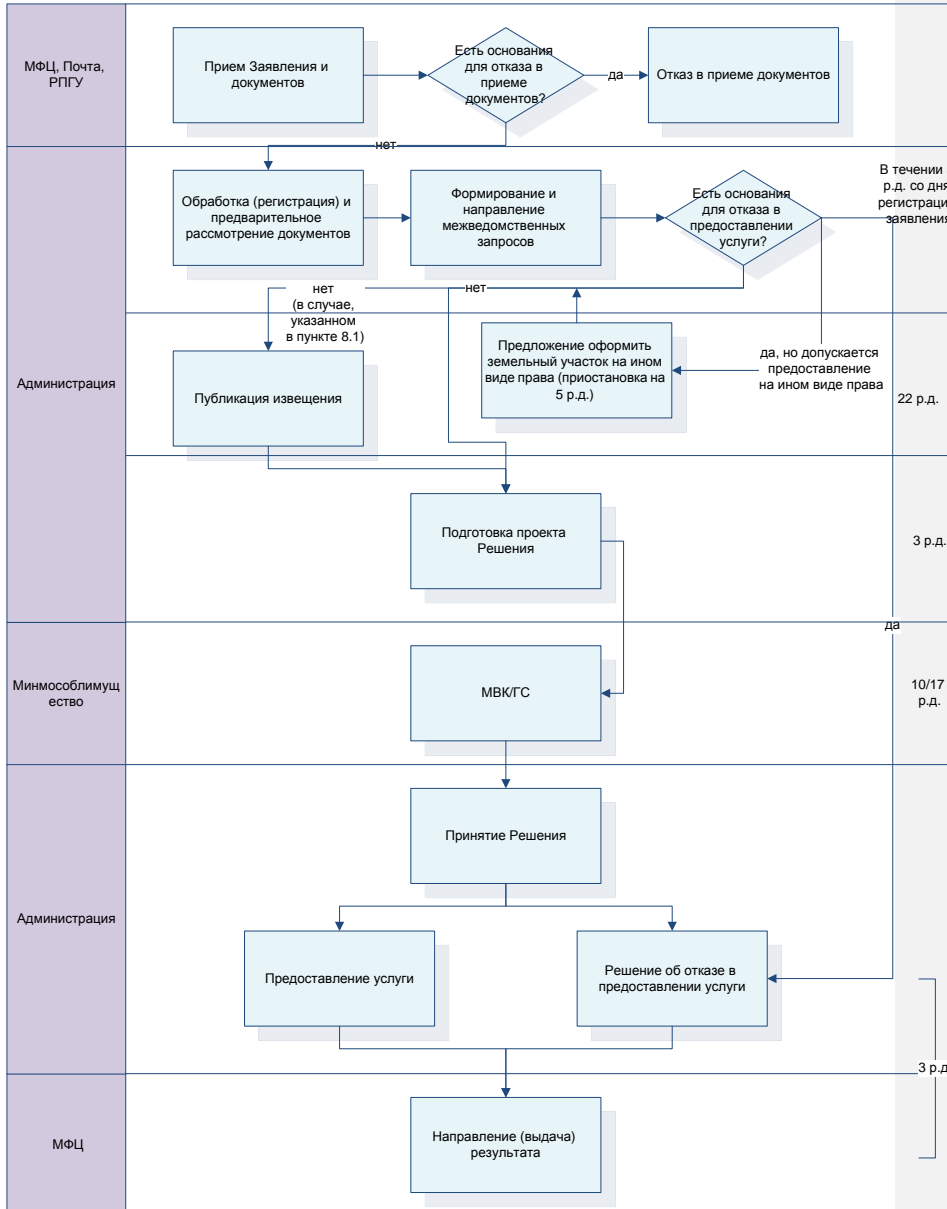 МФЦ, Почта,
РПГУ
Прием Заявления и
документов
Есть основания
для отказа в
приеме
документов?
да
Отказ в приеме документов
нет
Администрация
Обработка (регистрация) и
предварительное
рассмотрение документов
Формирование и
направление
межведомственных
запросов
Есть основания
для отказа в
предоставлении
услуги?
В течении
р.д. со дня
регистраци
заявления
нет
(в случае,
указанном
в пункте 8.1)
нет
Публикация извещения
Предложение оформить
земельный участок на ином
виде права (приостановка на
5 р.д.)
да, но допускается
предоставление
на ином виде права
22 р.д.
Подготовка проекта
Решения
3 р.д.
да
Минмособлимущ
ество
МВК/ГС
10/17
р.д.
Администрация
Принятие Решения
Предоставление услуги
Решение об отказе в
предоставлении услуги
3 р.д
МФЦ
Направление (выдача)
результата